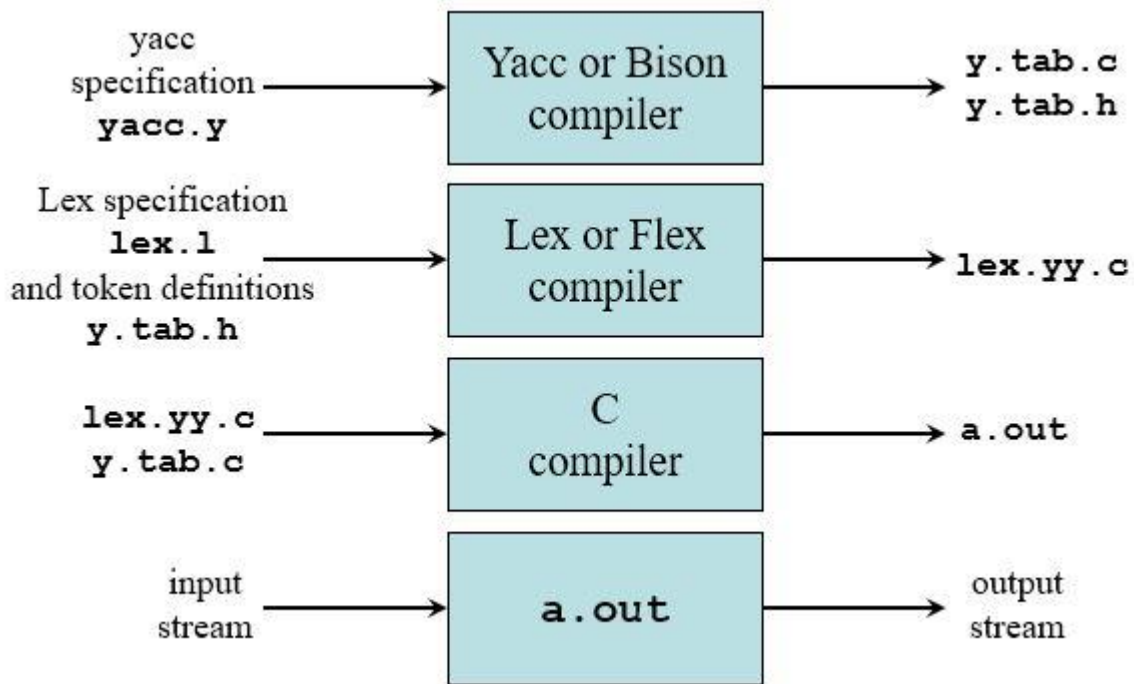 yacc
specification
yacc.y
Yacc or Bison
compiler
y.tab.c
y.tab.h
Lex specification
lex.l
and token definitions
y.tab.h
Lex or Flex
compiler
lex.yy.c
lex.yy.c
y.tab.c
C
compiler
a.out
input
stream
a.out
output
stream